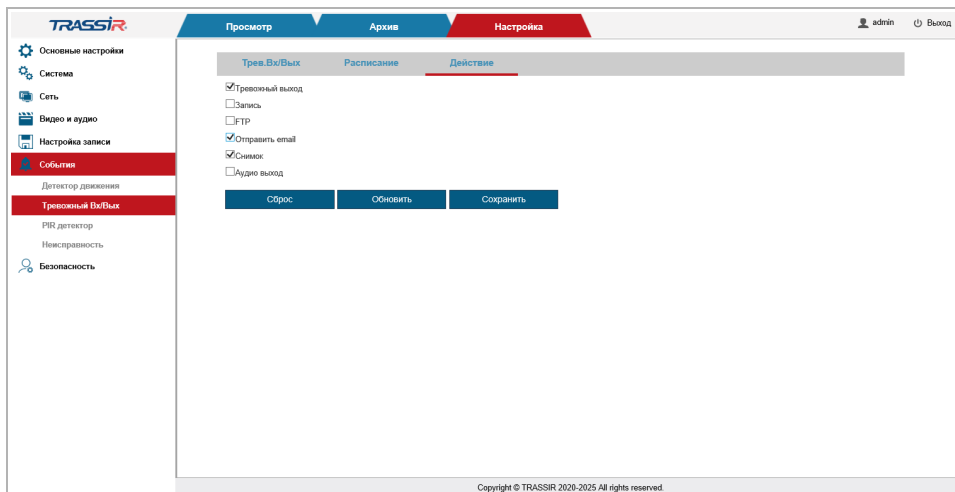 TRASSIR
Просмотр
Архив
Настройка
admin
Выход
Основные настройки
Система
Сеть
Видео и аудио
Настройка записи
События
Детектор движения
Тревожный Вх/Вых
PIR детектор
Неисправность
Безопасность
Трев.Вх/Вых
Расписание
Действие
Тревожный выход
Запись
FTP
Отправить email
Снимок
Аудио выход
Сброс
Обновить
Сохранить
Copyright © TRASSIR 2020-2025 All rights reserved.